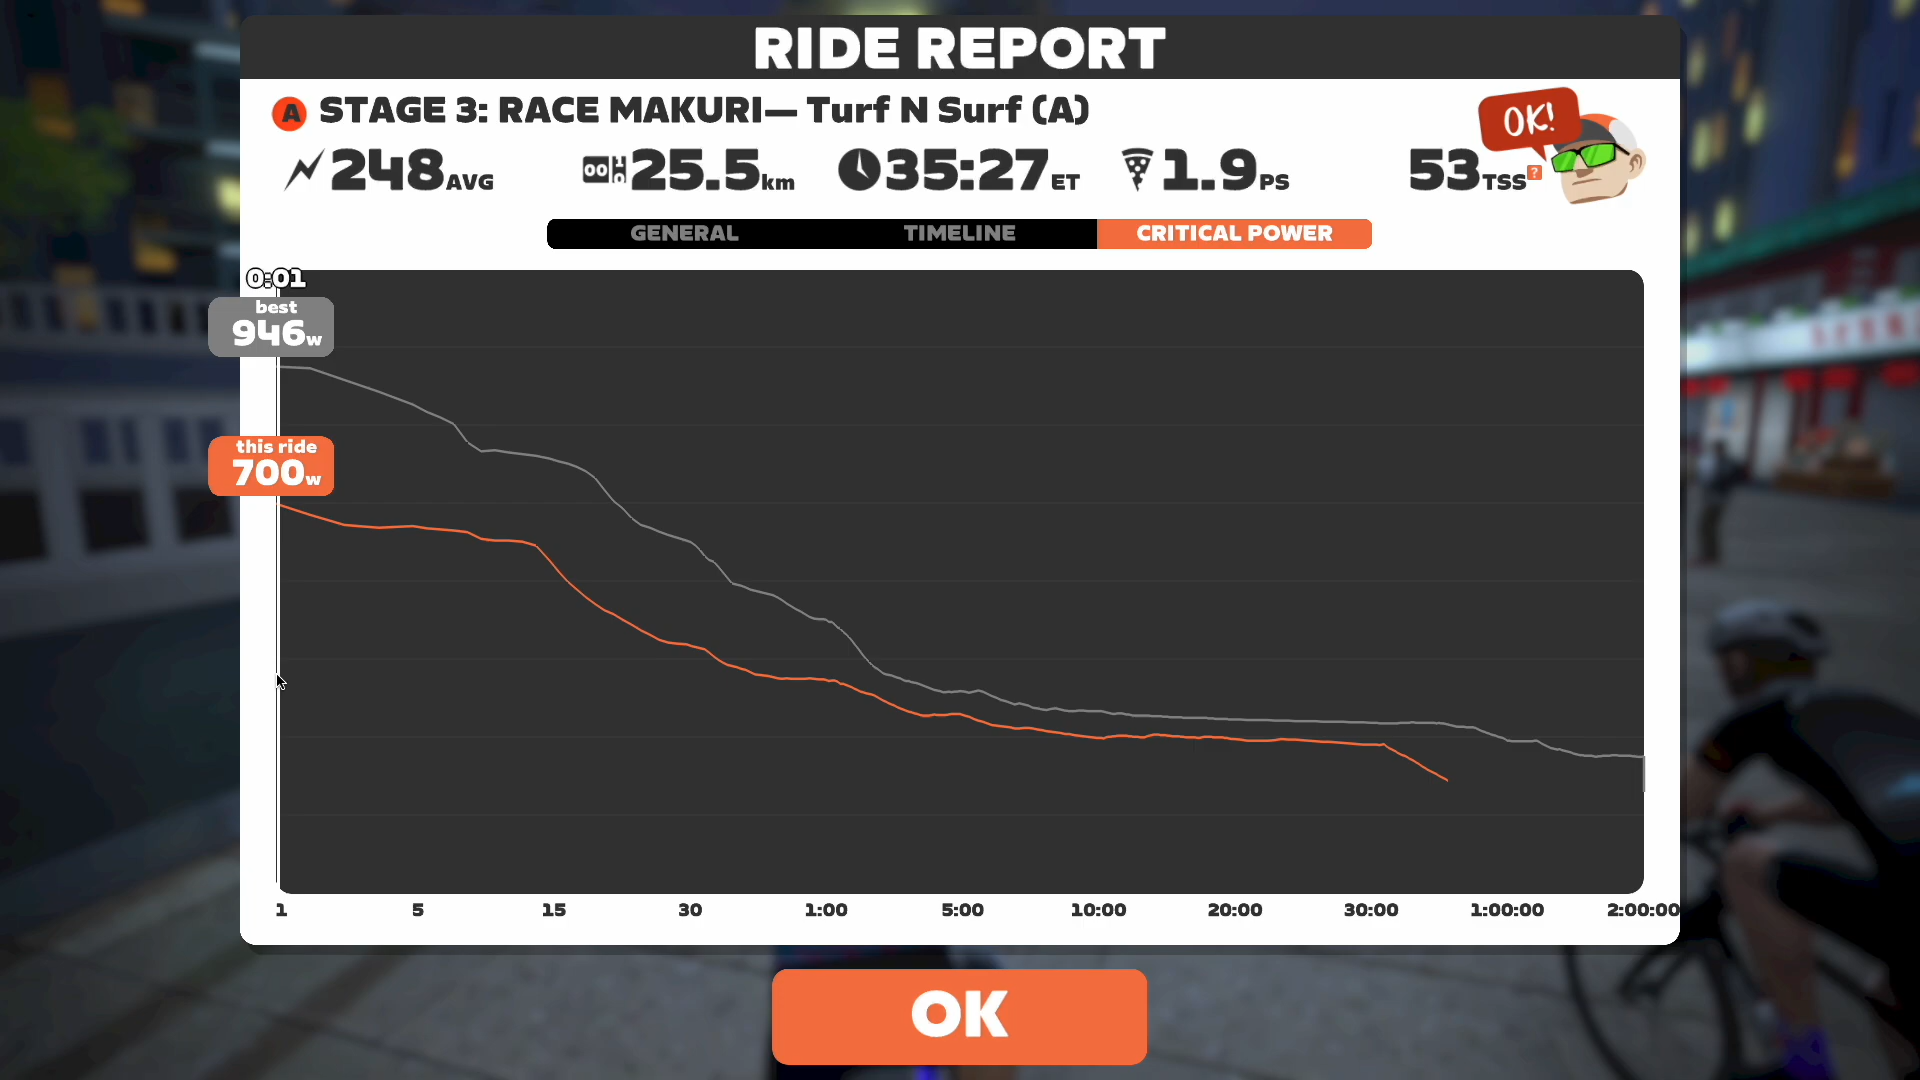 RIDE REPORT
A STAGE 3: RACE MAKURI— Turf N Surf (A)
OK!
248AVG 25.5km 35:27ET 1.9PS 53TSS?
GENERAL TIMELINE CRITICAL POWER
0:01
best
946w
this ride
700w
1 5 15 30 1:00 5:00 10:00 20:00 30:00 1:00:00 2:00:00
OK